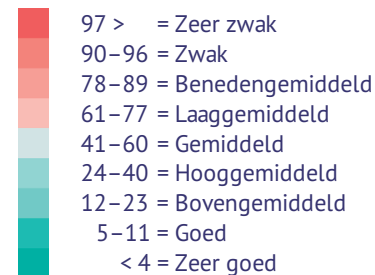 97 > = Zeer zwak
90–96 = Zwak
78–89 = Benedengemiddeld
61–77 = Laaggemiddeld
41–60 = Gemiddeld
24–40 = Hooggemiddeld
12–23 = Bovengemiddeld
5–11 = Goed
< 4 = Zeer goed